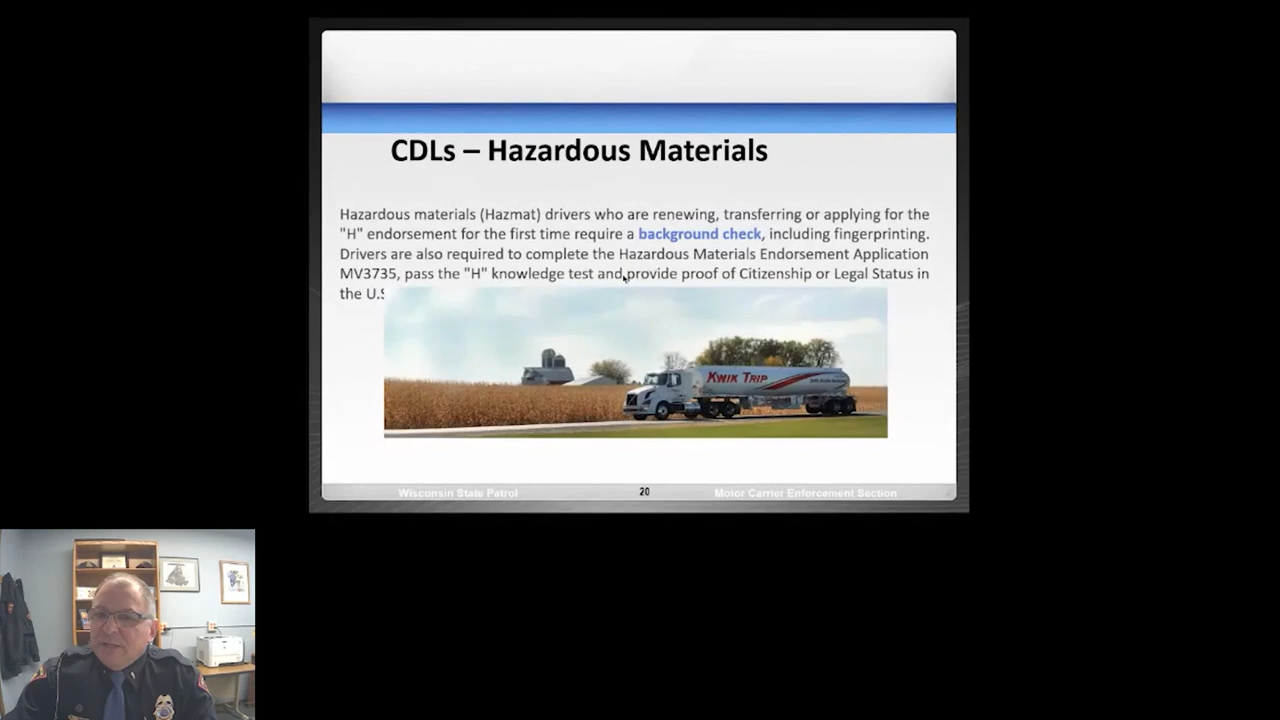 CDLs – Hazardous Materials
Hazardous materials (Hazmat) drivers who are renewing, transferring or applying for the
"H" endorsement for the first time require a background check, including fingerprinting.
Drivers are also required to complete the Hazardous Materials Endorsement Application
MV3735, pass the "H" knowledge test and provide proof of Citizenship or Legal Status in
the U.S
KWIK TRIP
Wisconsin State Patrol
20
Motor Carrier Enforcement Section